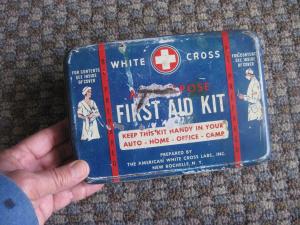 WHITE CROSS
FOR CONTENTS
SEE INSIDE
OF COVER
FOR CONTENTS
SEE INSIDE
OF COVER
FIRST AID KIT
KEEP THIS KIT HANDY IN YOUR
AUTO - HOME - OFFICE - CAMP
PREPARED BY
THE AMERICAN WHITE CROSS LABS., INC.
NEW ROCHELLE, N. Y.